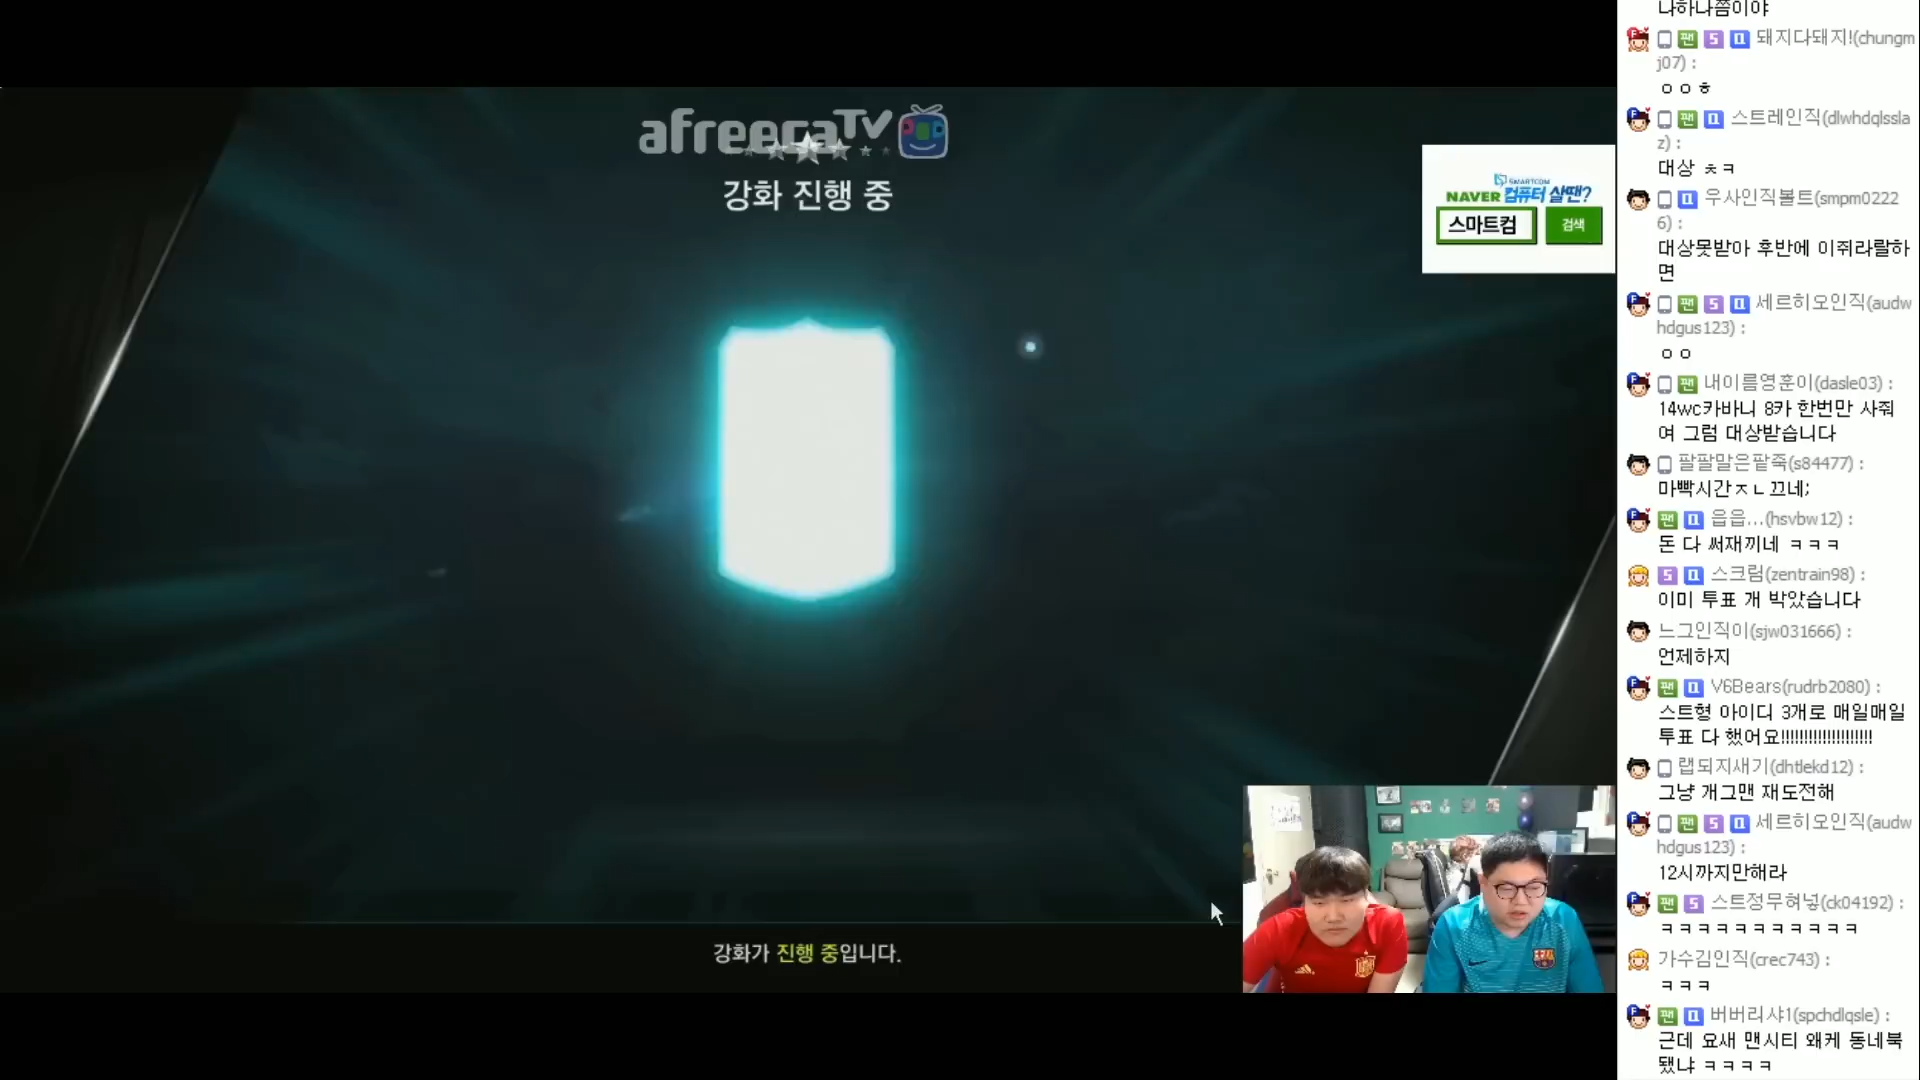 afreecaTV
강화 진행 중
SMARTCOM
NAVER 컴퓨터 살땐?
스마트컴 검색
강화가 진행 중입니다.
나하나쯤이야
팬 S 돼지다돼지!(chungm
j07) :
ㅇㅇㅎ
팬 스트레인직(dlwhdqlssla
z) :
대상 ㅊㅋ
우사인직볼트(smpm0222
6) :
대상못받아 후반에 이쥐라랄하
면
팬 S 세르히오인직(audw
hdgus123) :
ㅇㅇ
팬 내이름영훈이(dasle03) :
14wc카바니 8카 한번만 사줘
여 그럼 대상받습니다
팔팔말은팥죽(s84477) :
마빡시간ㅈㄴ끄네;
팬 읍읍...(hsvbw12) :
돈 다 써재끼네 ㅋㅋㅋ
S 스크림(zentrain98) :
이미 투표 개 박았습니다
느그인직이(sjw031666) :
언제하지
팬 V6Bears(rudrb2080) :
스트형 아이디 3개로 매일매일
투표 다 했어요!!!!!!!!!!!!!!!!!!!
랩되지새기(dhtlekd12) :
그냥 개그맨 재도전해
팬 S 세르히오인직(audw
hdgus123) :
12시까지만해라
팬 S 스트정무혀넣(ck04192) :
ㅋㅋㅋㅋㅋㅋㅋㅋㅋㅋㅋ
가수김인직(crec743) :
ㅋㅋㅋ
팬 버버리샤1(spchdlqsle) :
근데 요새 맨시티 왜케 동네북
됐냐 ㅋㅋㅋㅋ